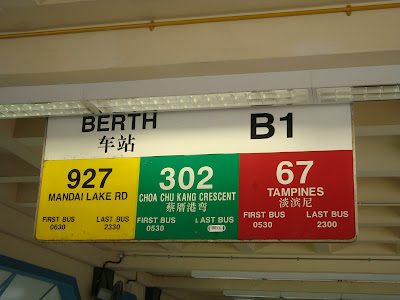 BERTH B1
车站
927
MANDAI LAKE RD
FIRST BUS LAST BUS
0530 2330
302
CHOA CHU KANG CRESCENT
蔡厝港弯
FIRST BUS LAST BUS
0530
67
TAMPINES
淡滨尼
FIRST BUS LAST BUS
0530 2300